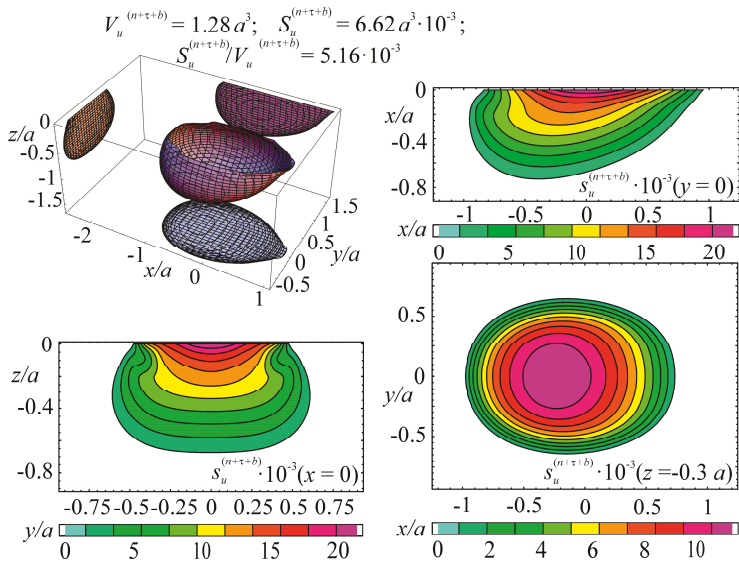 V_u^(n+τ+b) = 1.28 a³; S_u^(n+τ+b) = 6.62 a³·10⁻³;
S_u^(n+τ+b)/V_u^(n+τ+b) = 5.16·10⁻³
z/a
0
-0.5
-1
-1.5
-2
-1
0
1
x/a
1.5
1
0.5
0
-0.5
y/a
0
x/a
-0.4
-0.8
s_u^(n+τ+b)·10⁻³(y = 0)
-1 -0.5 0 0.5 1
x/a
0 5 10 15 20
0.5
0
y/a
-0.5
s_u^(n+τ+b)·10⁻³(z =-0.3 a)
-1 -0.5 0 0.5 1
x/a
0 2 4 6 8 10
0
z/a
-0.4
-0.8
s_u^(n+τ+b)·10⁻³(x = 0)
-0.75 -0.5 -0.25 0 0.25 0.5 0.75
y/a
0 5 10 15 20